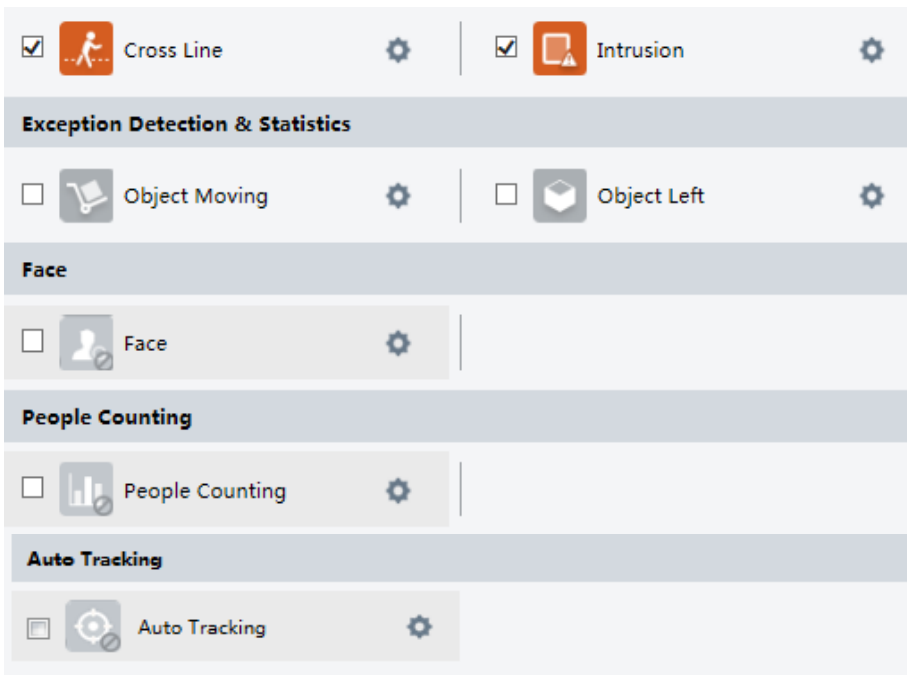 Cross Line Intrusion
Exception Detection & Statistics
Object Moving Object Left
Face
Face
People Counting
People Counting
Auto Tracking
Auto Tracking